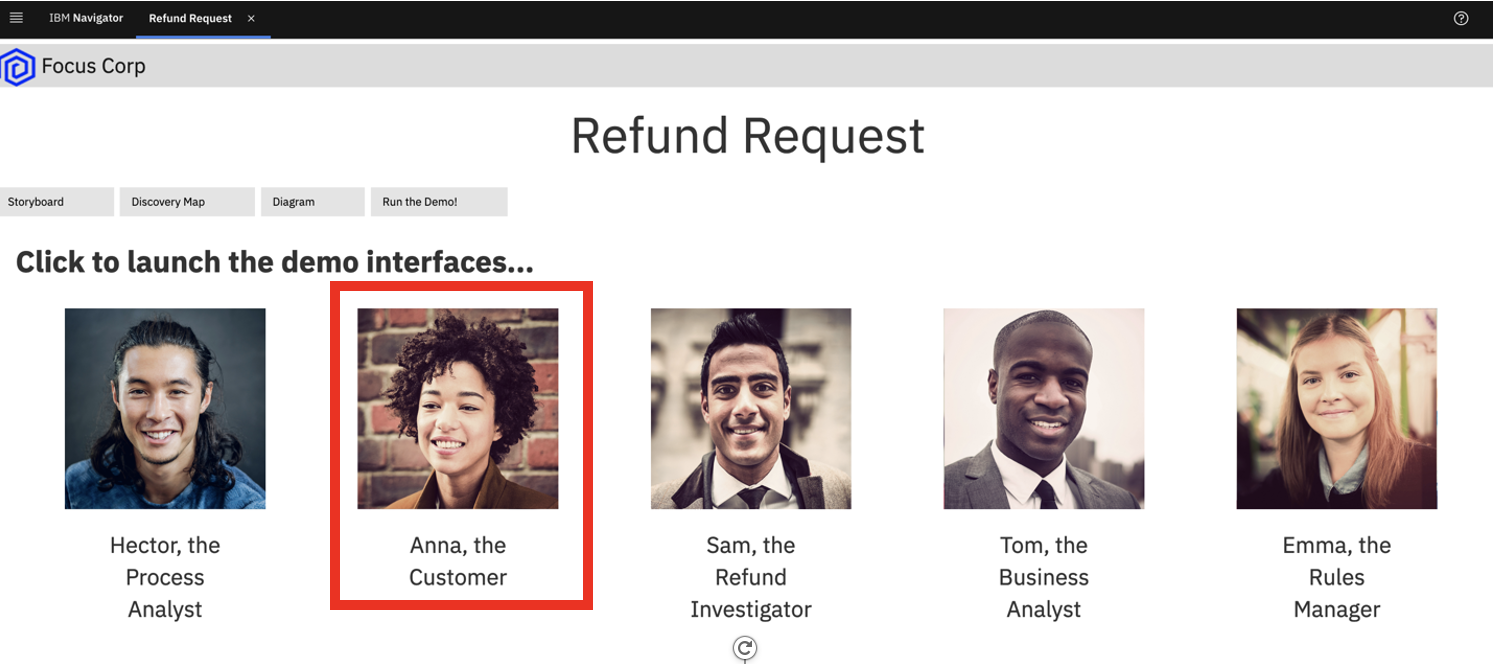 IBM Navigator
Refund Request
Focus Corp
Refund Request
Storyboard
Discovery Map
Diagram
Run the Demo!
Click to launch the demo interfaces...
Hector, the
Process
Analyst
Anna, the
Customer
Sam, the
Refund
Investigator
Tom, the
Business
Analyst
Emma, the
Rules
Manager